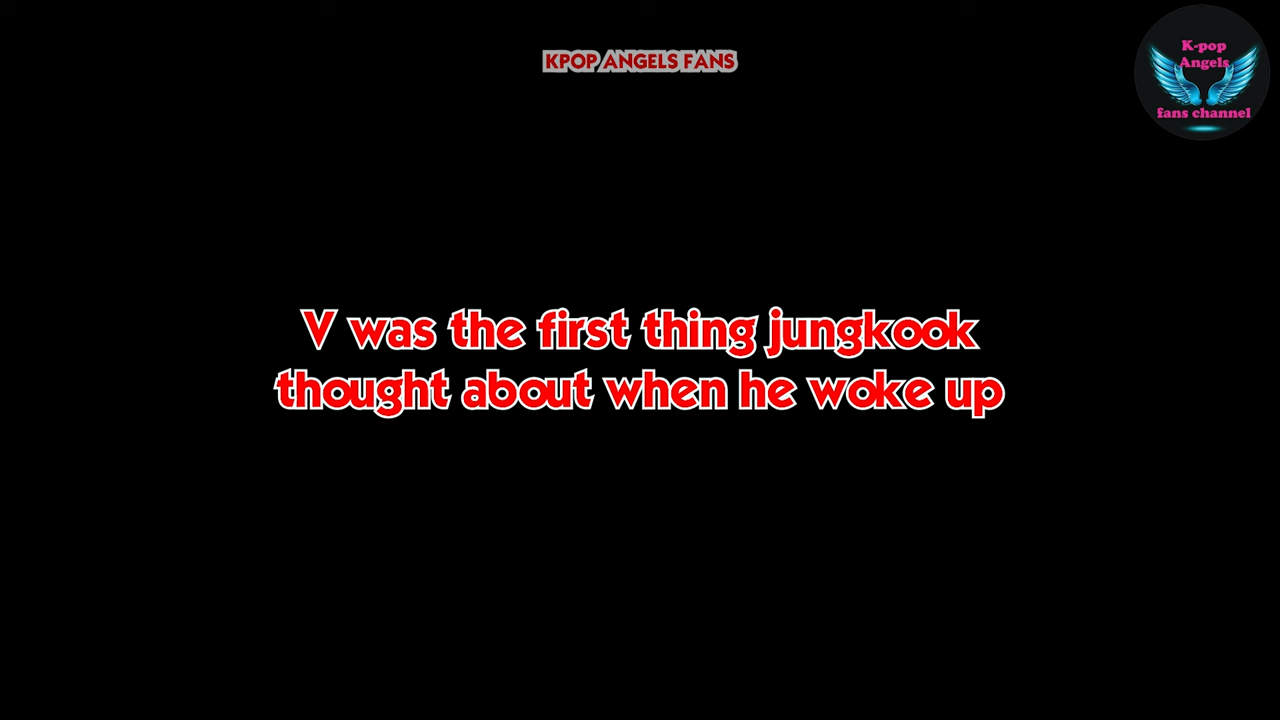 KPOP ANGELS FANS
K-pop
Angels
fans channel
V was the first thing jungkook
thought about when he woke up